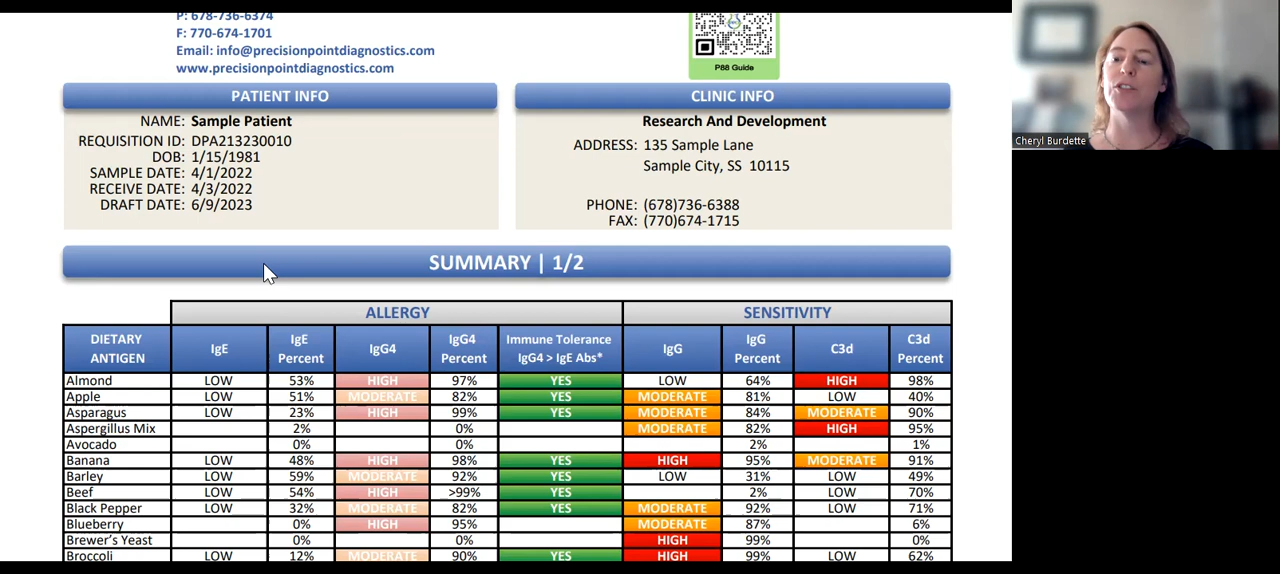 P: 678-736-6374
F: 770-674-1701
Email: info@precisionpointdiagnostics.com
www.precisionpointdiagnostics.com
P88 Guide
PATIENT INFO
NAME: Sample Patient
REQUISITION ID: DPA213230010
DOB: 1/15/1981
SAMPLE DATE: 4/1/2022
RECEIVE DATE: 4/3/2022
DRAFT DATE: 6/9/2023
CLINIC INFO
Research And Development
ADDRESS: 135 Sample Lane
Sample City, SS 10115
PHONE: (678)736-6388
FAX: (770)674-1715
Cheryl Burdette
SUMMARY | 1/2
ALLERGY SENSITIVITY
DIETARY ANTIGEN IgE IgE Percent IgG4 IgG4 Percent Immune Tolerance IgG4 > IgE Abs* IgG IgG Percent C3d C3d Percent
Almond LOW 53% HIGH 97% YES LOW 64% HIGH 98%
Apple LOW 51% MODERATE 82% YES MODERATE 81% LOW 40%
Asparagus LOW 23% HIGH 99% YES MODERATE 84% MODERATE 90%
Aspergillus Mix 2% 0% MODERATE 82% HIGH 95%
Avocado 0% 0% 2% 1%
Banana LOW 48% HIGH 98% YES HIGH 95% MODERATE 91%
Barley LOW 59% MODERATE 92% YES LOW 31% LOW 49%
Beef LOW 54% HIGH >99% YES 2% LOW 70%
Black Pepper LOW 32% MODERATE 82% YES MODERATE 92% LOW 71%
Blueberry 0% HIGH 95% MODERATE 87% 6%
Brewer's Yeast 0% 0% HIGH 99% 0%
Broccoli LOW 12% MODERATE 90% YES HIGH 99% LOW 62%